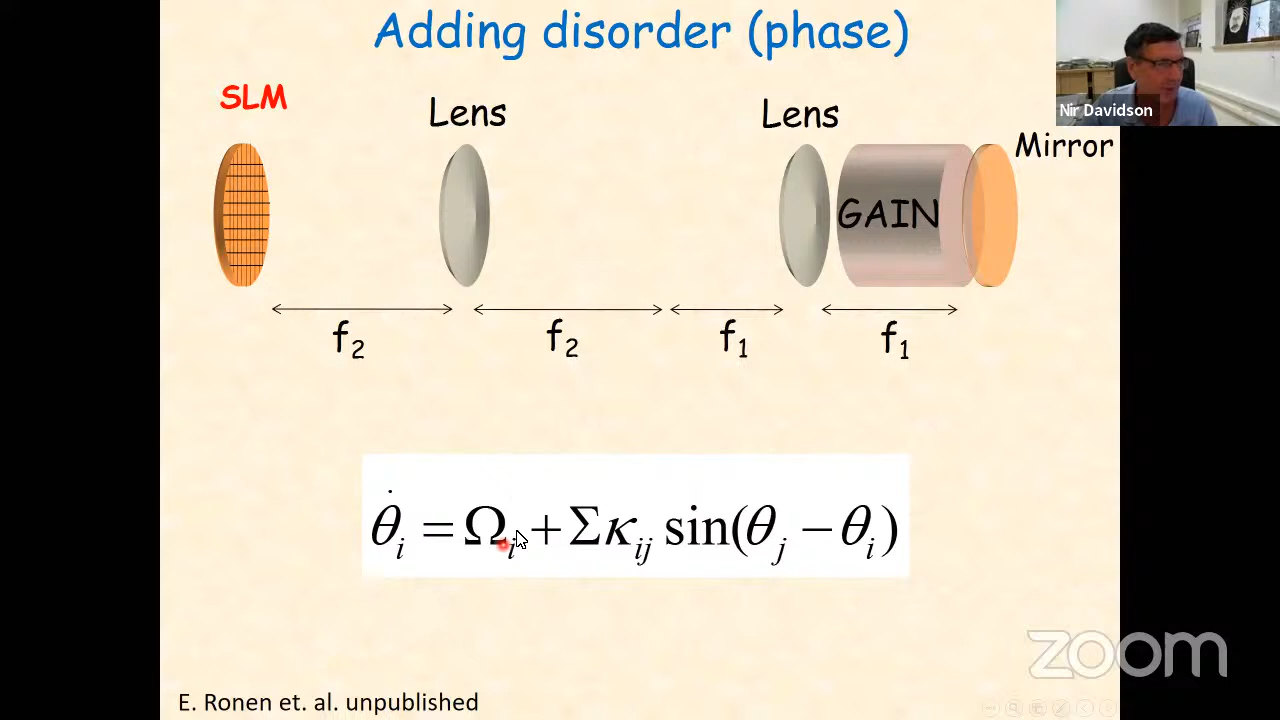 Adding disorder (phase)
SLM
Lens
Lens
Nir Davidson
Mirror
GAIN
f₂
f₂
f₁
f₁
θ̇ᵢ = Ωᵢ + Σκᵢⱼ sin(θⱼ − θᵢ)
zoom
E. Ronen et. al. unpublished